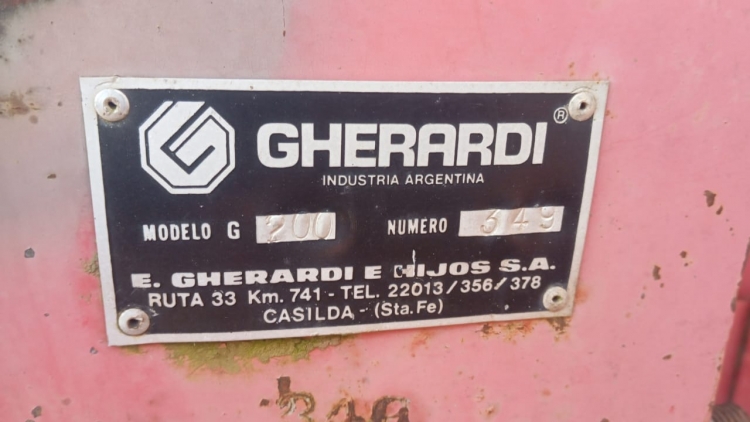 GHERARDI®
INDUSTRIA ARGENTINA
MODELO G 200 NUMERO 349
E. GHERARDI E HIJOS S.A.
RUTA 33 Km. 741 - TEL. 22013/356/378
CASILDA - (Sta. Fe)